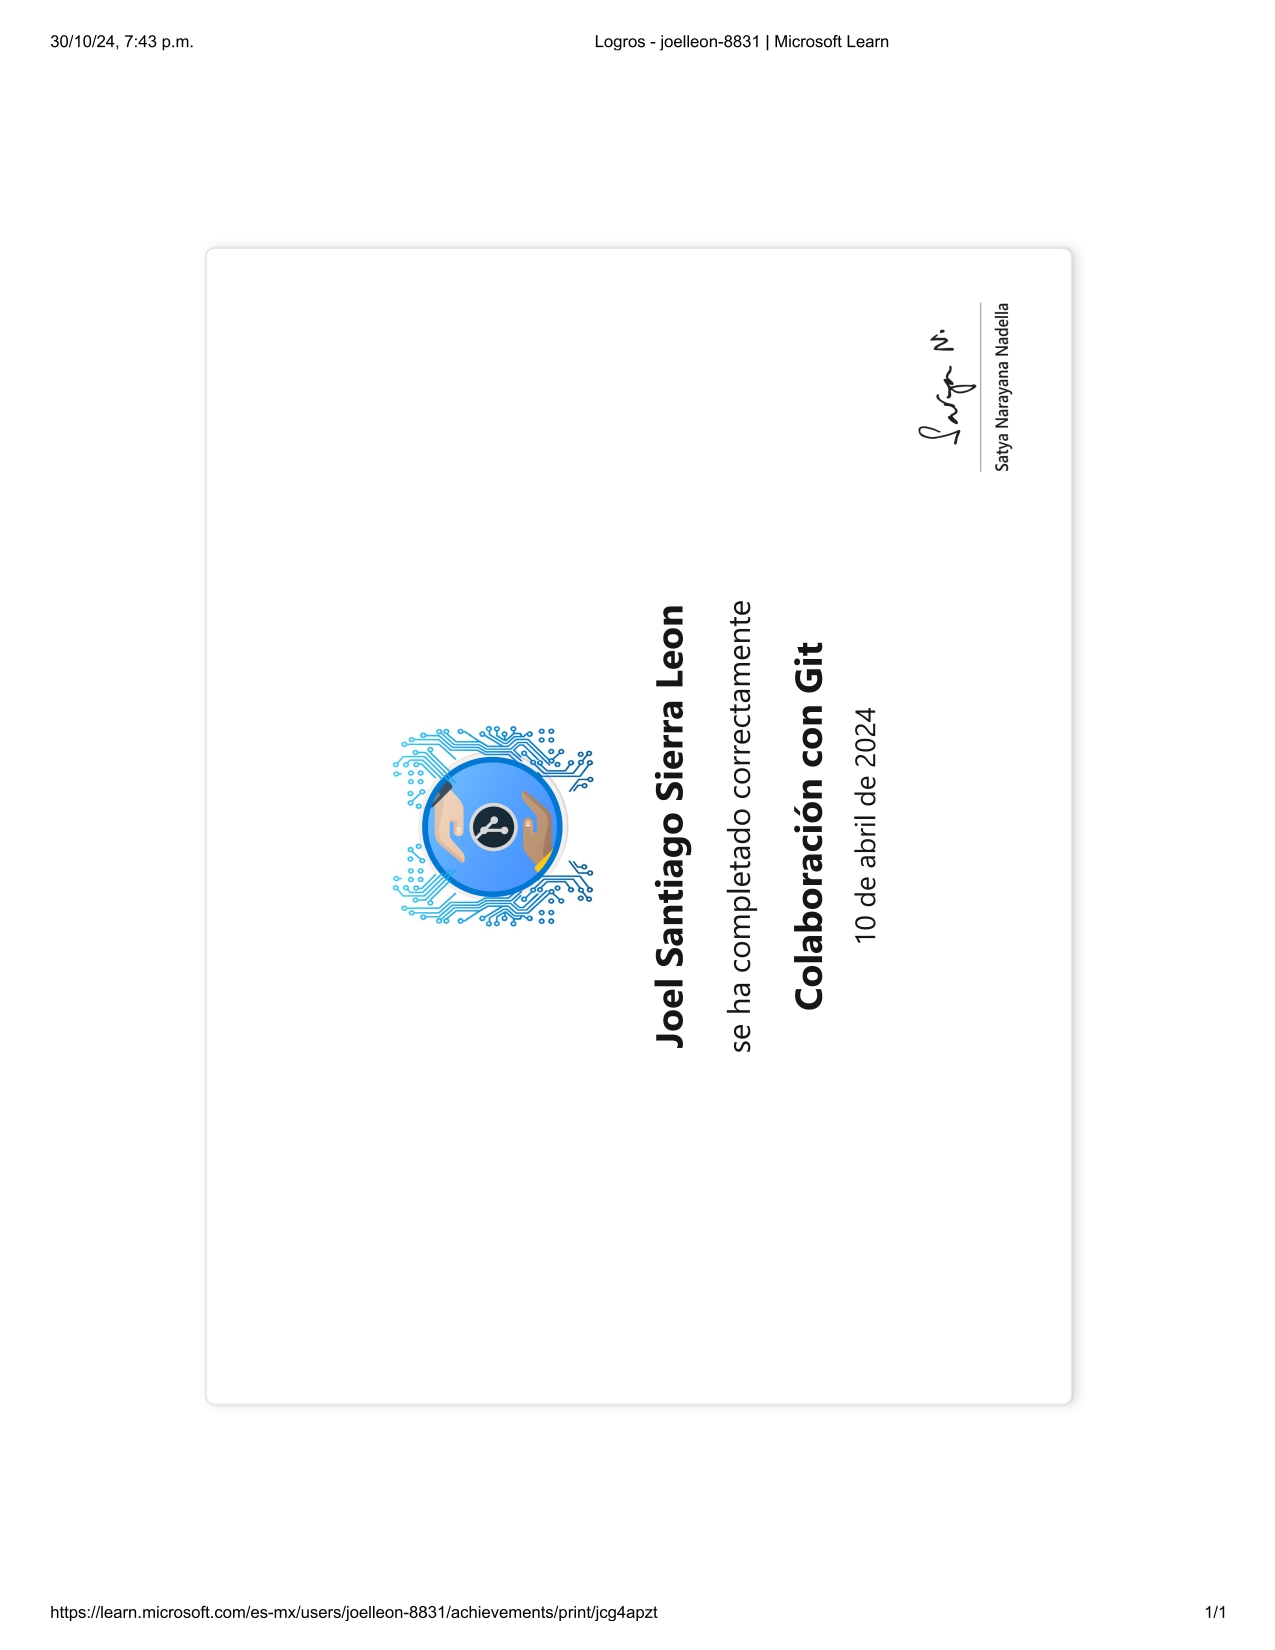 30/10/24, 7:43 p.m.
Logros - joelleon-8831 | Microsoft Learn
Joel Santiago Sierra Leon
se ha completado correctamente
Colaboración con Git
10 de abril de 2024
Satya N.
Satya Narayana Nadella
https://learn.microsoft.com/es-mx/users/joelleon-8831/achievements/print/jcg4apzt
1/1